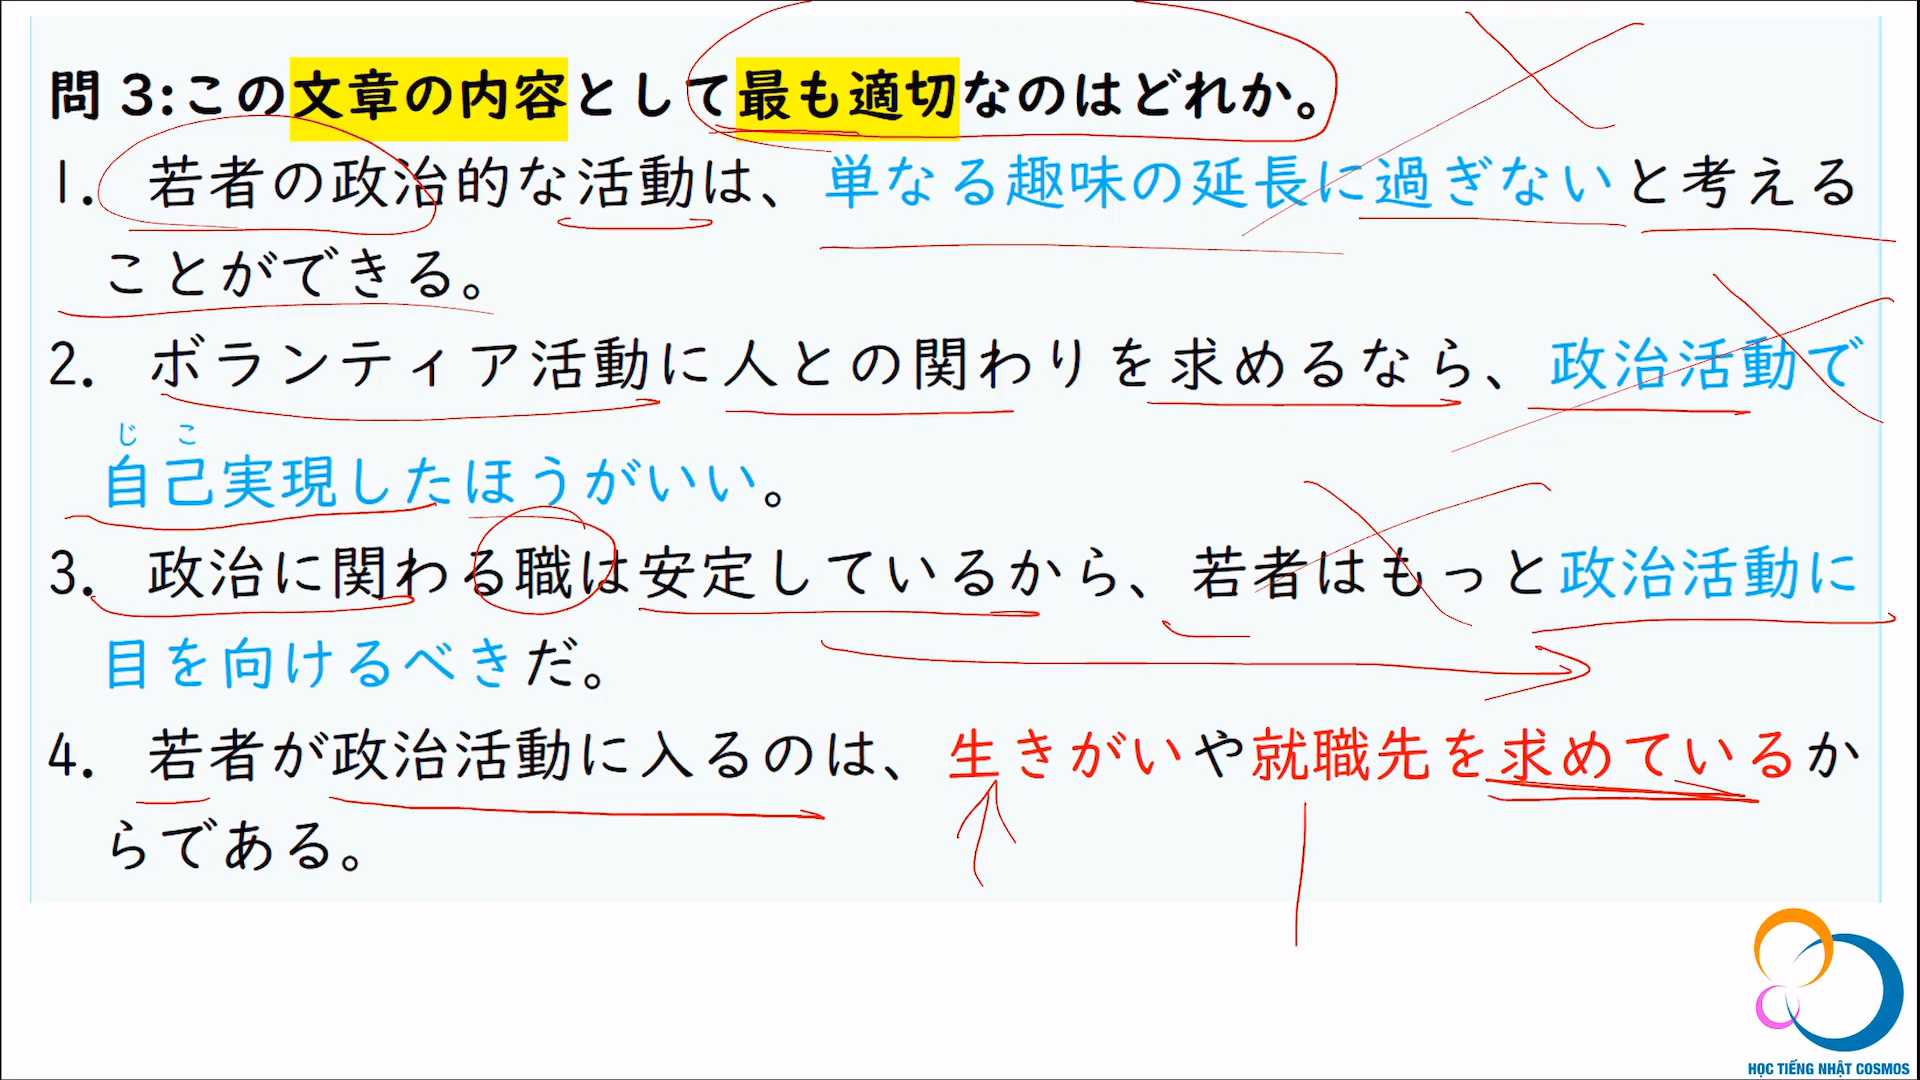 問3:この文章の内容として最も適切なのはどれか。
1. 若者の政治的な活動は、単なる趣味の延長に過ぎないと考える
ことができる。
2. ボランティア活動に人との関わりを求めるなら、政治活動で
じこ
自己実現したほうがいい。
3. 政治に関わる職は安定しているから、若者はもっと政治活動に
目を向けるべきだ。
4. 若者が政治活動に入るのは、生きがいや就職先を求めているか
らである。
HỌC TIẾNG NHẬT COSMOS